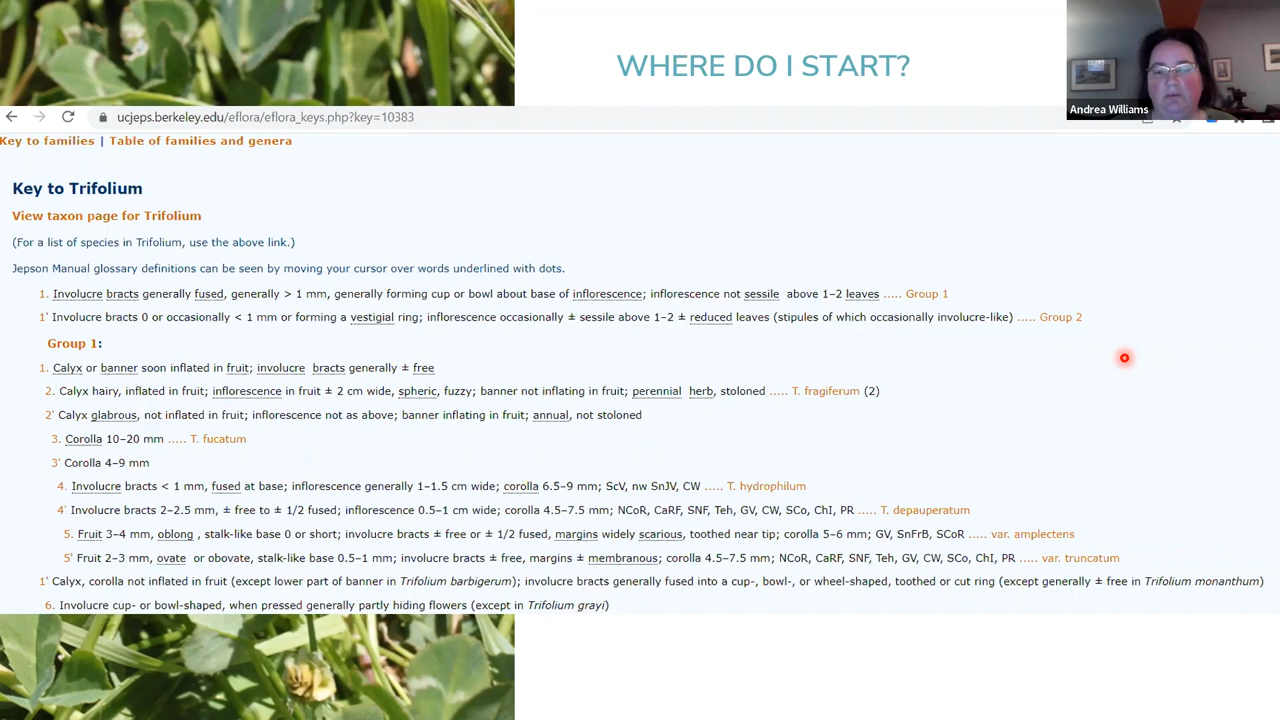 WHERE DO I START?
Andrea Williams
ucjeps.berkeley.edu/eflora/eflora_keys.php?key=10383
Key to families | Table of families and genera
Key to Trifolium
View taxon page for Trifolium
(For a list of species in Trifolium, use the above link.)
Jepson Manual glossary definitions can be seen by moving your cursor over words underlined with dots.
1. Involucre bracts generally fused, generally > 1 mm, generally forming cup or bowl about base of inflorescence; inflorescence not sessile above 1–2 leaves ..... Group 1
1' Involucre bracts 0 or occasionally < 1 mm or forming a vestigial ring; inflorescence occasionally ± sessile above 1–2 ± reduced leaves (stipules of which occasionally involucre-like) ..... Group 2
Group 1:
1. Calyx or banner soon inflated in fruit; involucre bracts generally ± free
2. Calyx hairy, inflated in fruit; inflorescence in fruit ± 2 cm wide, spheric, fuzzy; banner not inflating in fruit; perennial herb, stoloned ..... T. fragiferum (2)
2' Calyx glabrous, not inflated in fruit; inflorescence not as above; banner inflating in fruit; annual, not stoloned
3. Corolla 10–20 mm ..... T. fucatum
3' Corolla 4–9 mm
4. Involucre bracts < 1 mm, fused at base; inflorescence generally 1–1.5 cm wide; corolla 6.5–9 mm; ScV, nw SnJV, CW ..... T. hydrophilum
4' Involucre bracts 2–2.5 mm, ± free to ± 1/2 fused; inflorescence 0.5–1 cm wide; corolla 4.5–7.5 mm; NCoR, CaRF, SNF, Teh, GV, CW, SCo, ChI, PR ..... T. depauperatum
5. Fruit 3–4 mm, oblong , stalk-like base 0 or short; involucre bracts ± free or ± 1/2 fused, margins widely scarious, toothed near tip; corolla 5–6 mm; GV, SnFrB, SCoR ..... var. amplectens
5' Fruit 2–3 mm, ovate or obovate, stalk-like base 0.5–1 mm; involucre bracts ± free, margins ± membranous; corolla 4.5–7.5 mm; NCoR, CaRF, SNF, Teh, GV, CW, SCo, ChI, PR ..... var. truncatum
1' Calyx, corolla not inflated in fruit (except lower part of banner in Trifolium barbigerum); involucre bracts generally fused into a cup-, bowl-, or wheel-shaped, toothed or cut ring (except generally ± free in Trifolium monanthum)
6. Involucre cup- or bowl-shaped, when pressed generally partly hiding flowers (except in Trifolium grayi)